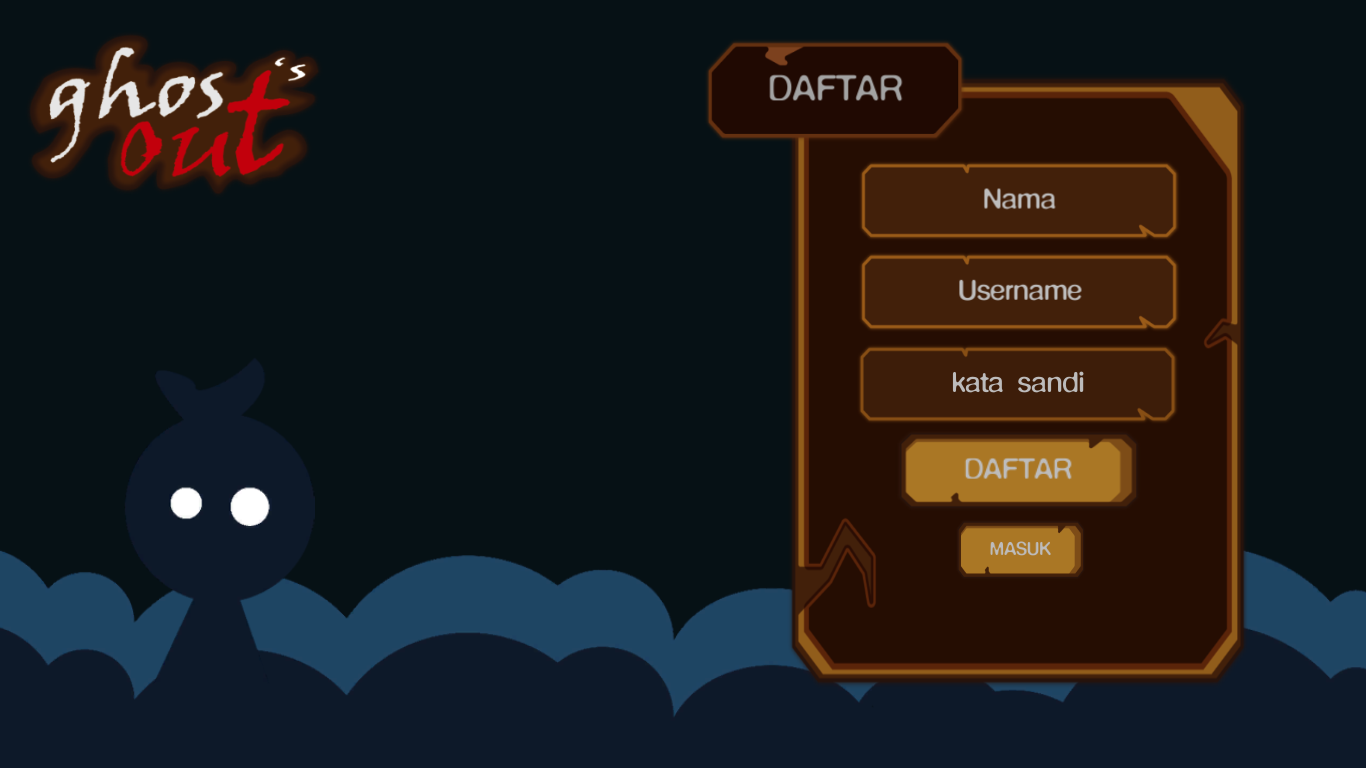 ghost's
out
DAFTAR
Nama
Username
kata sandi
DAFTAR
MASUK